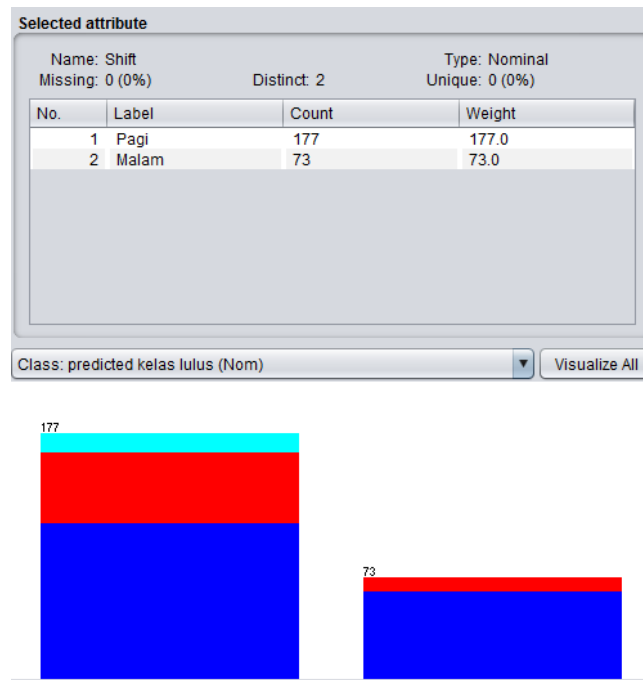 Selected attribute
Name: Shift Type: Nominal
Missing: 0 (0%) Distinct: 2 Unique: 0 (0%)
No. Label Count Weight
1 Pagi 177 177.0
2 Malam 73 73.0
Class: predicted kelas lulus (Nom) Visualize All
177
73